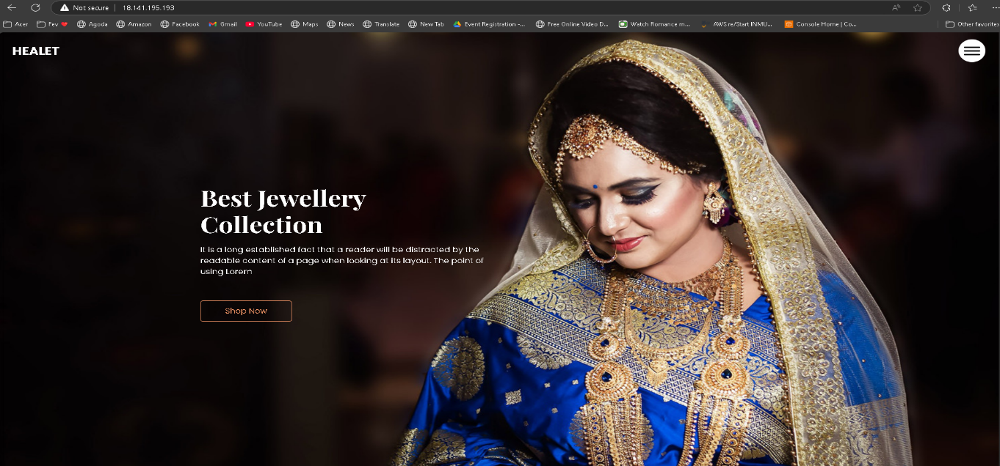 Not secure | 18.141.195.193
Acer Fev Agoda Amazon Facebook Gmail YouTube Maps News Translate New Tab Event Registration -... Free Online Video D... Watch Romance m... AWS re/Start INMU... Console Home | Co... Other favorites
HEALET
Best Jewellery
Collection
It is a long established fact that a reader will be distracted by the
readable content of a page when looking at its layout. The point of
using Lorem
Shop Now